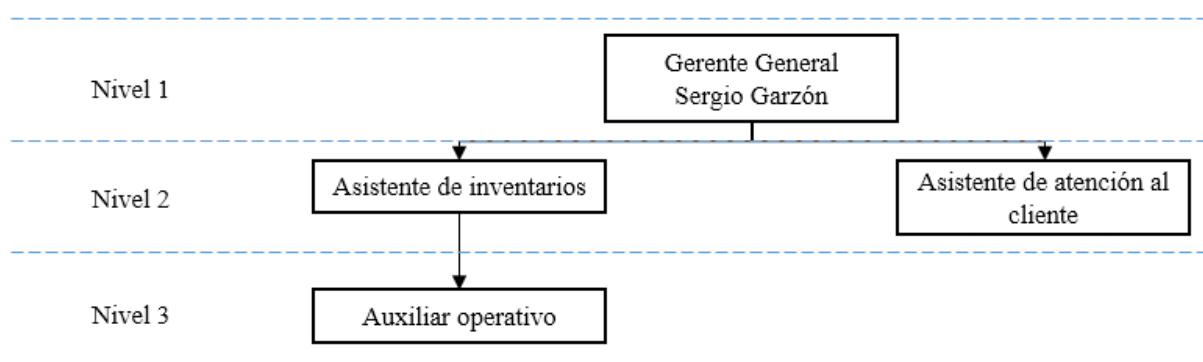 Nivel 1
Gerente General
Sergio Garzón
Nivel 2
Asistente de inventarios
Asistente de atención al
cliente
Nivel 3
Auxiliar operativo